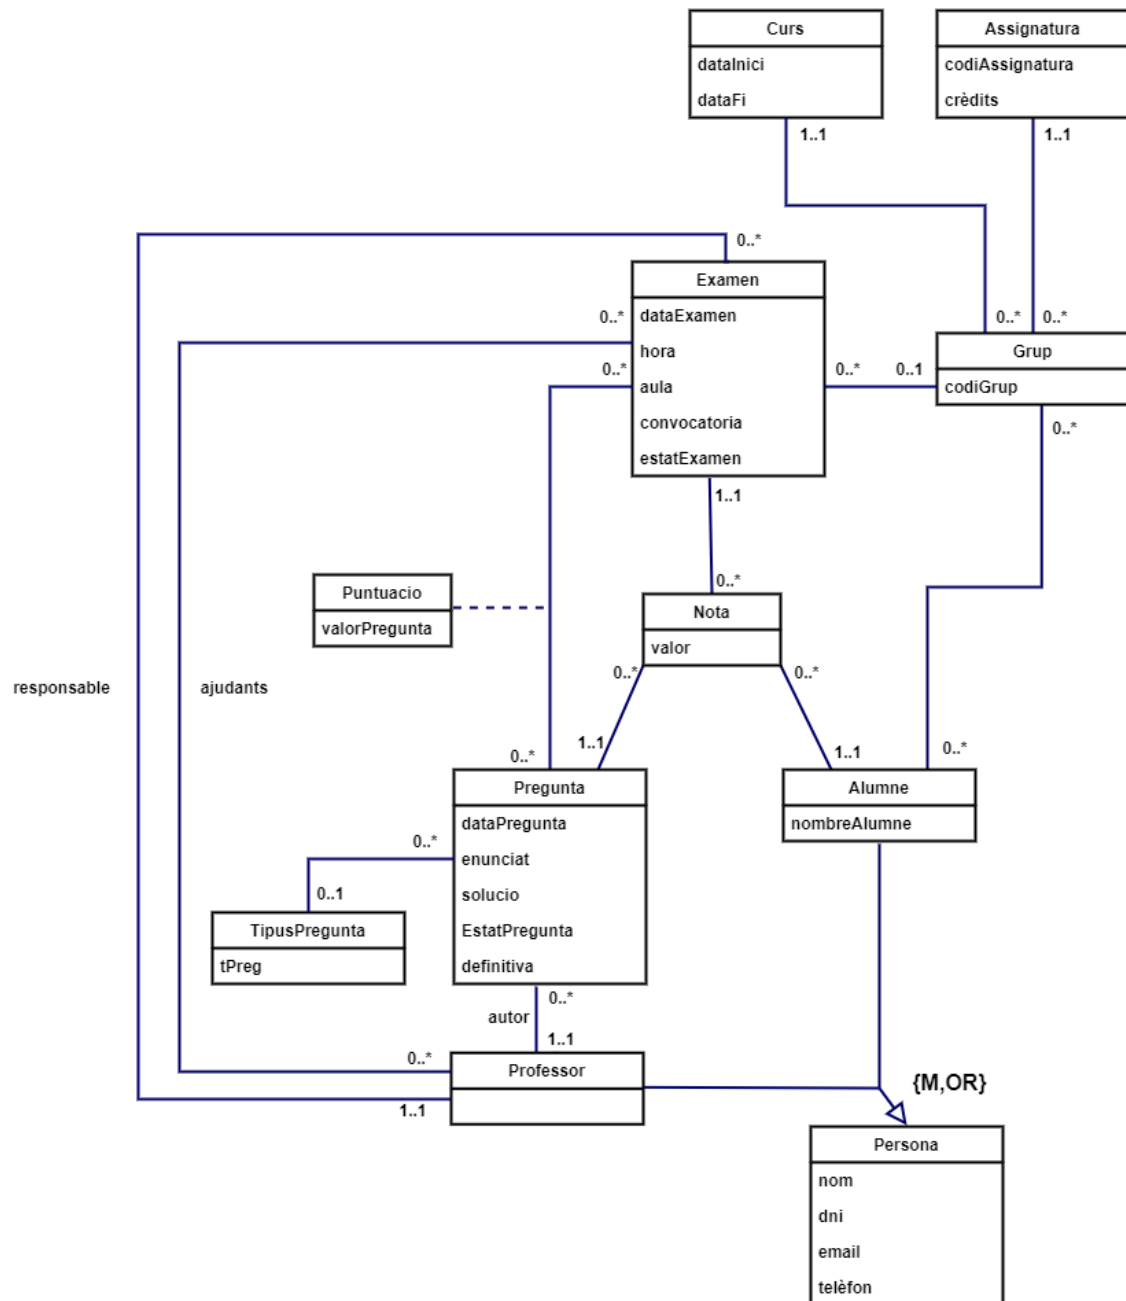 Curs
dataInici
dataFi
1..1
Assignatura
codiAssignatura
crèdits
1..1
0..*
Examen
dataExamen
hora
aula
convocatoria
estatExamen
0..*
0..*
0..*
0..1
1..1
0..*
0..*
Grup
codiGrup
0..*
Puntuacio
valorPregunta
0..*
Nota
valor
0..*
0..*
responsable
ajudants
1..1
1..1
0..*
0..*
Pregunta
dataPregunta
enunciat
solucio
EstatPregunta
definitiva
Alumne
nombreAlumne
0..*
0..1
TipusPregunta
tPreg
0..*
autor
1..1
0..*
1..1
Professor
{M,OR}
Persona
nom
dni
email
telèfon